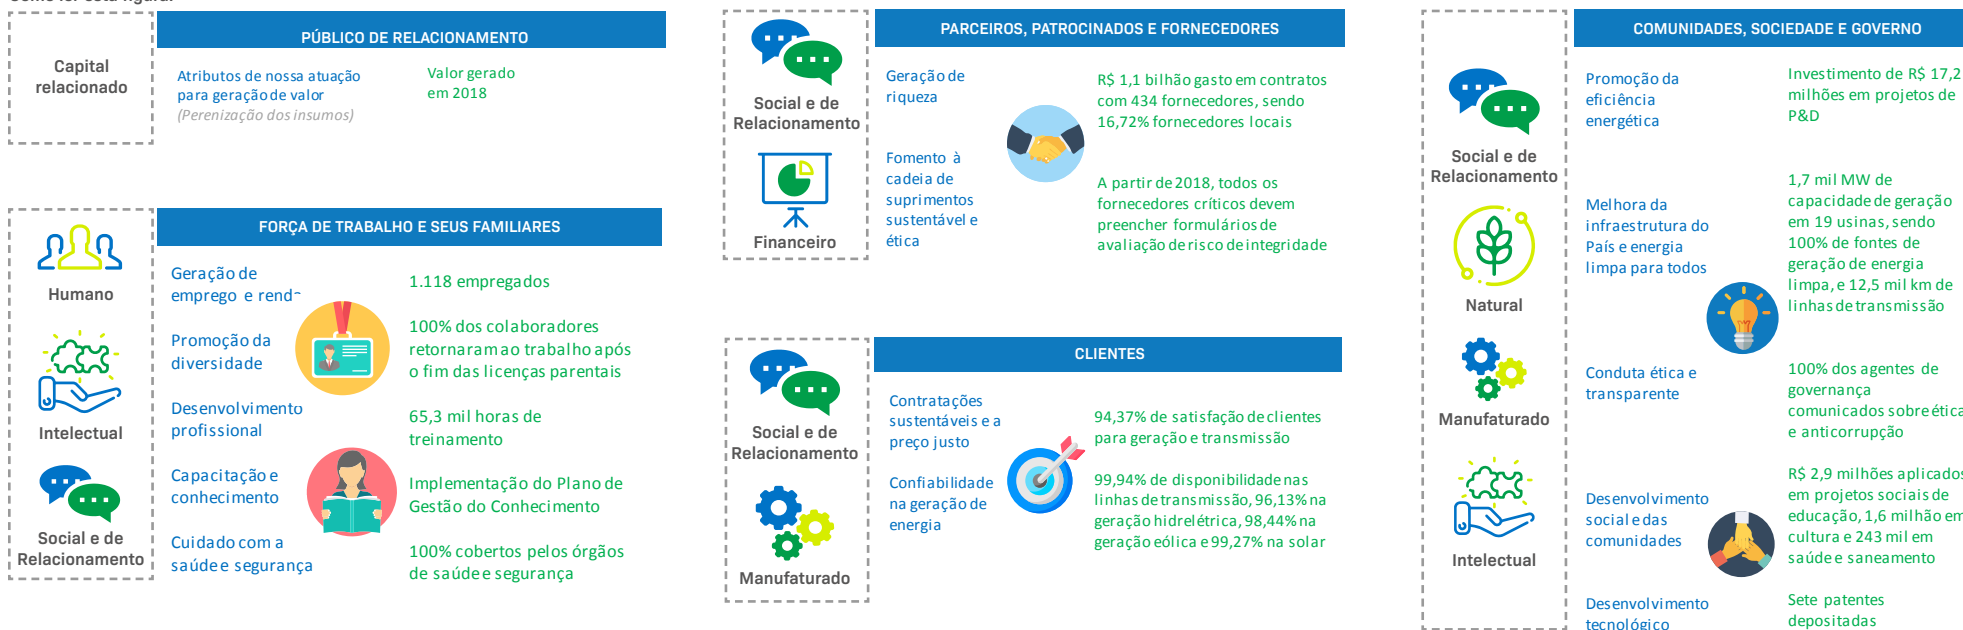 Como ler esta figura:
Capital
relacionado
PÚBLICO DE RELACIONAMENTO
Atributos de nossa atuação
para geração de valor
(Perenização dos insumos)
Valor gerado
em 2018
Humano
Intelectual
Social e de
Relacionamento
FORÇA DE TRABALHO E SEUS FAMILIARES
Geração de
emprego e renda
Promoção da
diversidade
Desenvolvimento
profissional
Capacitação e
conhecimento
Cuidado com a
saúde e segurança
1.118 empregados
100% dos colaboradores
retornaram ao trabalho após
o fim das licenças parentais
65,3 mil horas de
treinamento
Implementação do Plano de
Gestão do Conhecimento
100% cobertos pelos órgãos
de saúde e segurança
Social e de
Relacionamento
Financeiro
PARCEIROS, PATROCINADOS E FORNECEDORES
Geração de
riqueza
Fomento à
cadeia de
suprimentos
sustentável e
ética
R$ 1,1 bilhão gasto em contratos
com 434 fornecedores, sendo
16,72% fornecedores locais
A partir de 2018, todos os
fornecedores críticos devem
preencher formulários de
avaliação de risco de integridade
Social e de
Relacionamento
Manufaturado
CLIENTES
Contratações
sustentáveis e a
preço justo
Confiabilidade
na geração de
energia
94,37% de satisfação de clientes
para geração e transmissão
99,94% de disponibilidade nas
linhas de transmissão, 96,13% na
geração hidrelétrica, 98,44% na
geração eólica e 99,27% na solar
Social e de
Relacionamento
Natural
Manufaturado
Intelectual
COMUNIDADES, SOCIEDADE E GOVERNO
Promoção da
eficiência
energética
Melhora da
infraestrutura do
País e energia
limpa para todos
Conduta ética e
transparente
Desenvolvimento
social e das
comunidades
Desenvolvimento
tecnológico
Investimento de R$ 17,2
milhões em projetos de
P&D
1,7 mil MW de
capacidade de geração
em 19 usinas, sendo
100% de fontes de
geração de energia
limpa, e 12,5 mil km de
linhas de transmissão
100% dos agentes de
governança
comunicados sobre ética
e anticorrupção
R$ 2,9 milhões aplicados
em projetos sociais de
educação, 1,6 milhão em
cultura e 243 mil em
saúde e saneamento
Sete patentes
depositadas